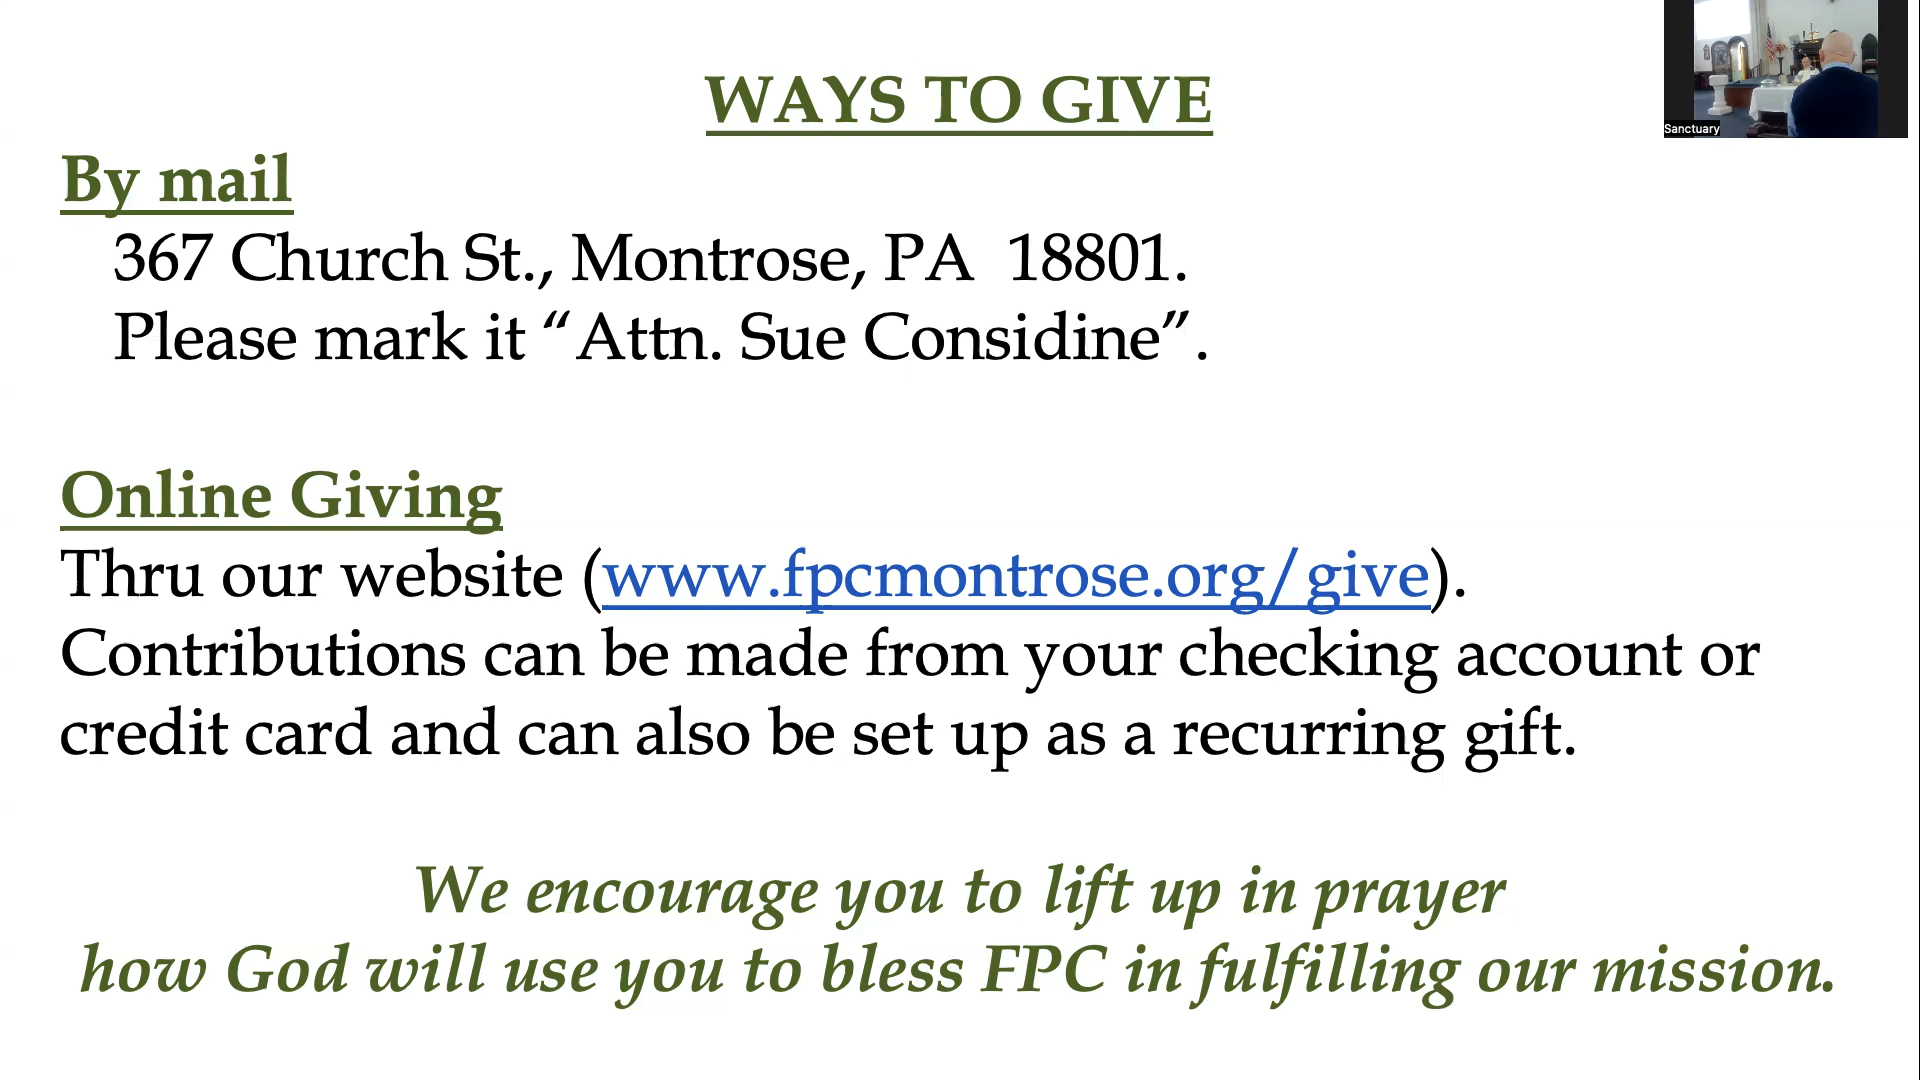 WAYS TO GIVE
By mail
367 Church St., Montrose, PA  18801.
Please mark it “Attn. Sue Considine”.
Online Giving
Thru our website (www.fpcmontrose.org/give).
Contributions can be made from your checking account or
credit card and can also be set up as a recurring gift.
We encourage you to lift up in prayer
how God will use you to bless FPC in fulfilling our mission.
Sanctuary